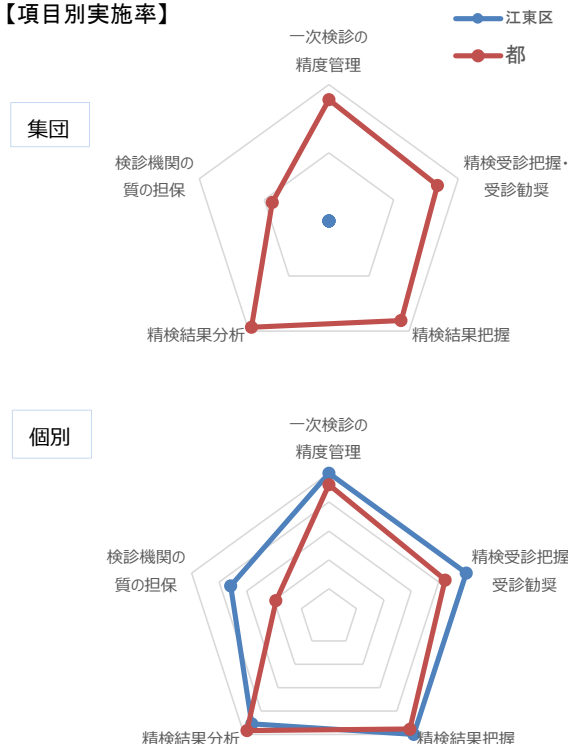 【項目別実施率】
江東区
都
集団
一次検診の
精度管理
検診機関の
質の担保
精検受診把握・
受診勧奨
精検結果分析
精検結果把握
個別
一次検診の
精度管理
検診機関の
質の担保
精検受診把握
受診勧奨
精検結果分析
精検結果把握